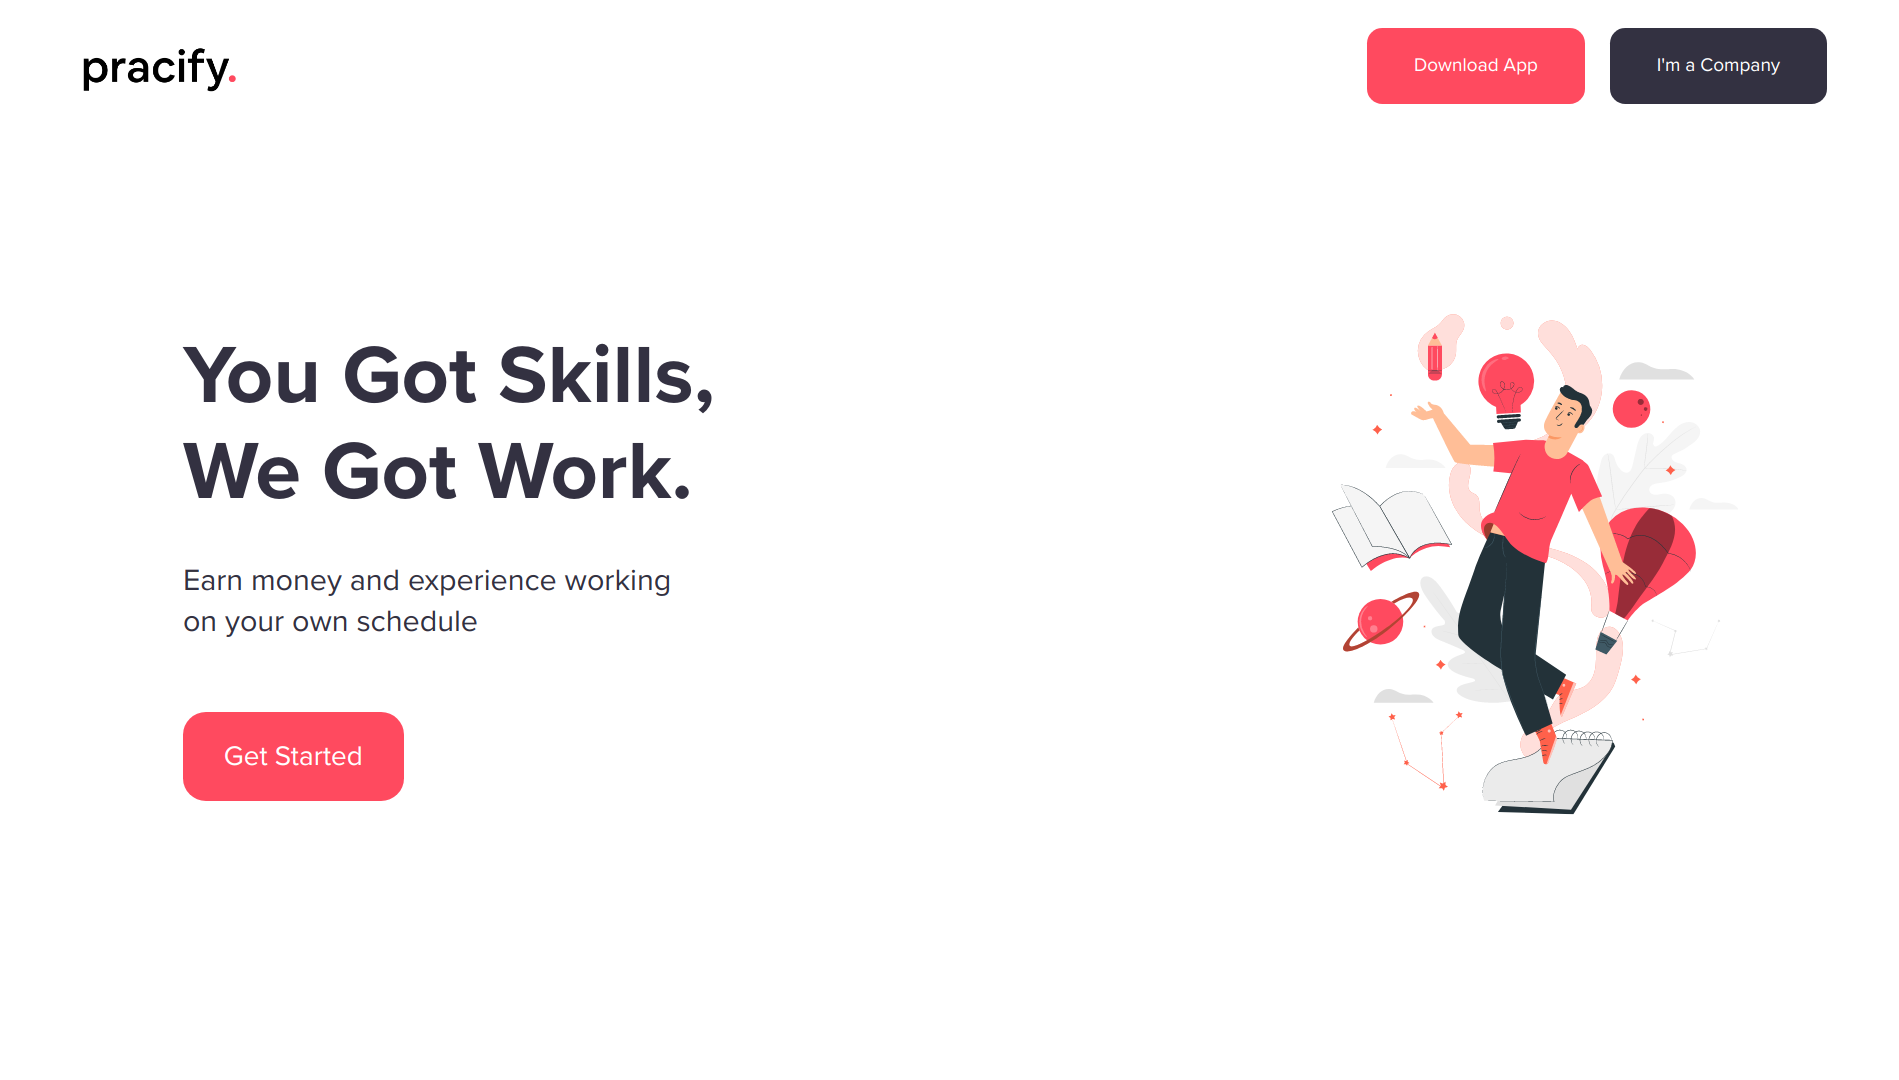 pracify.
Download App
I'm a Company
You Got Skills,
We Got Work.
Earn money and experience working
on your own schedule
Get Started